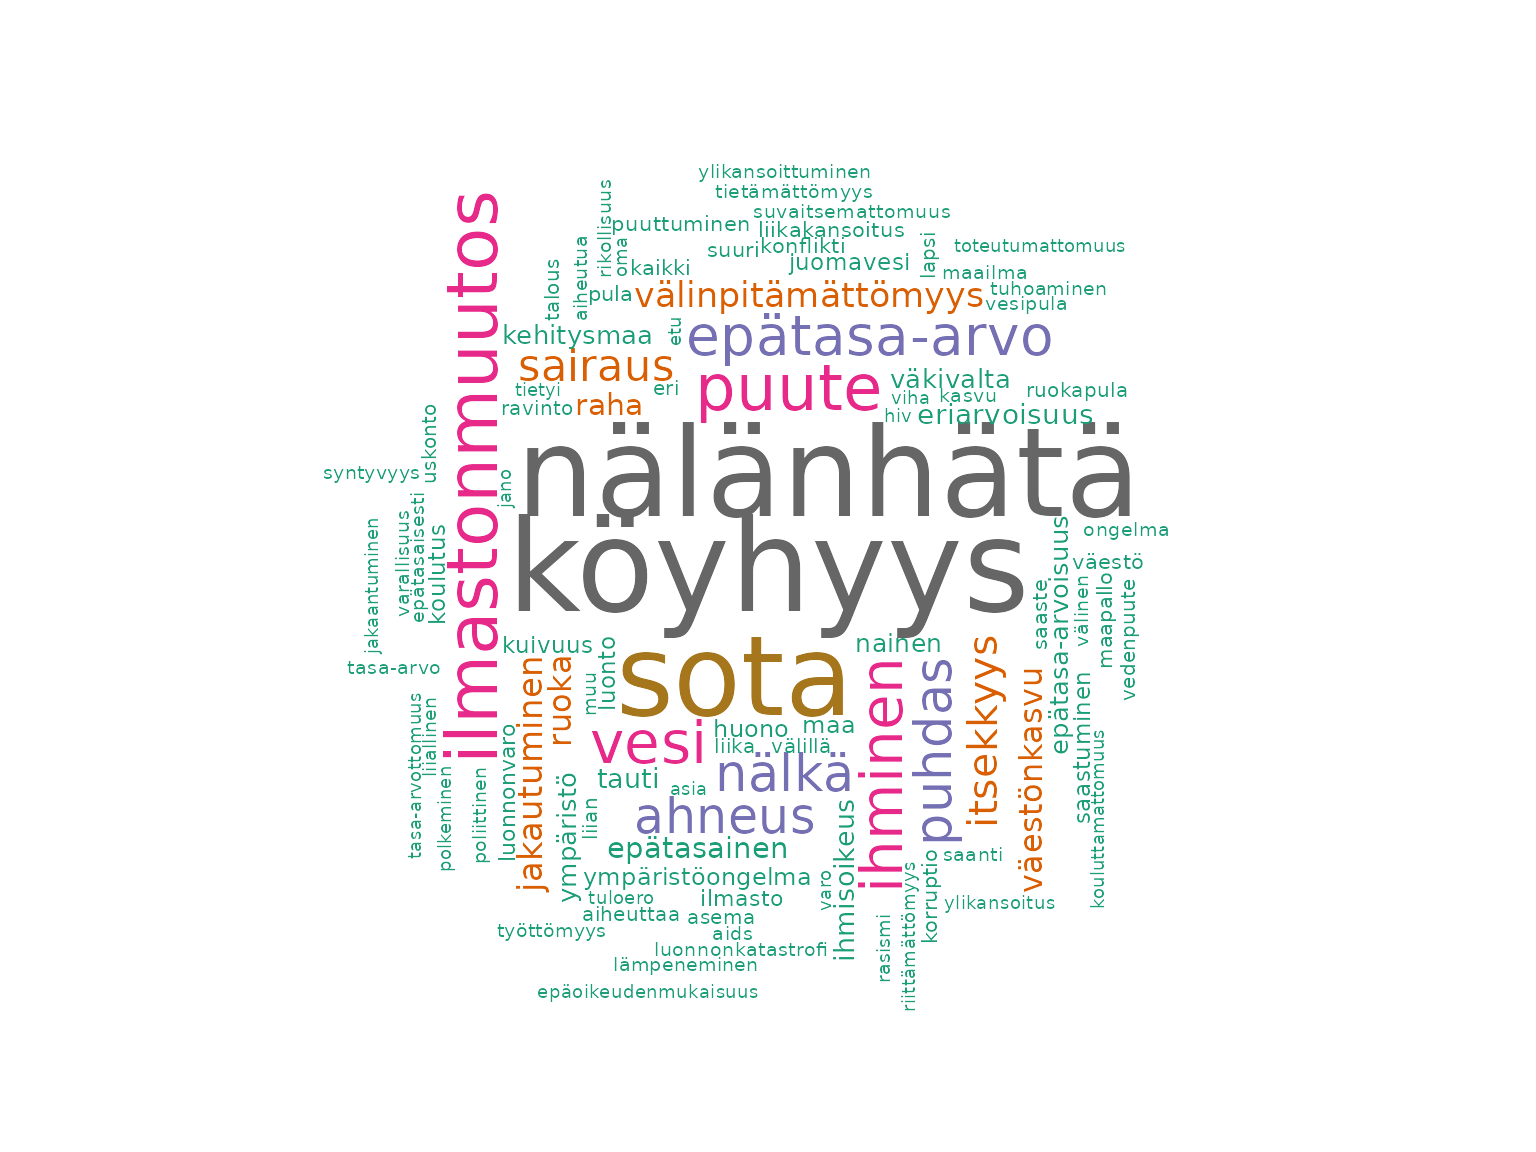 ylikansoittuminen
tietämättömyys
suvaitsemattomuus
puuttuminen
liikakansoitus
rikollisuus
oma
suuri
konflikti
lapsi
toteutumattomuus
talous
aiheutua
kaikki
juomavesi
maailma
pula
välinpitämättömyys
tuhoaminen
vesipula
kehitysmaa
etu
epätasa-arvo
sairaus
puute
väkivalta
tietyi
eri
viha
kasvu
ruokapula
ravinto
raha
hiv
eriarvoisuus
ilmastonmuutos
uskonto
syntyvyys
jano
nälänhätä
jakaantuminen
varallisuus
epätasaisesti
koulutus
köyhyys
epätasa-arvoisuus
ongelma
väestö
saaste
välinen
maapallo
vedenpuute
tasa-arvo
kuivuus
luonto
muu
sota
nainen
jakautuminen
ruoka
ihminen
puhdas
itsekkyys
väestönkasvu
saastuminen
kouluttamattomuus
tasa-arvottomuus
liiallinen
polkeminen
poliittinen
luonnonvaro
vesi
huono
maa
liika
välillä
nälkä
tauti
asia
ympäristö
liian
ahneus
epätasainen
ihmisoikeus
saanti
ympäristöongelma
varo
riittämättömyys
korruptio
tuloero
ilmasto
ylikansoitus
aiheuttaa
asema
rasismi
työttömyys
aids
luonnonkatastrofi
lämpeneminen
epäoikeudenmukaisuus